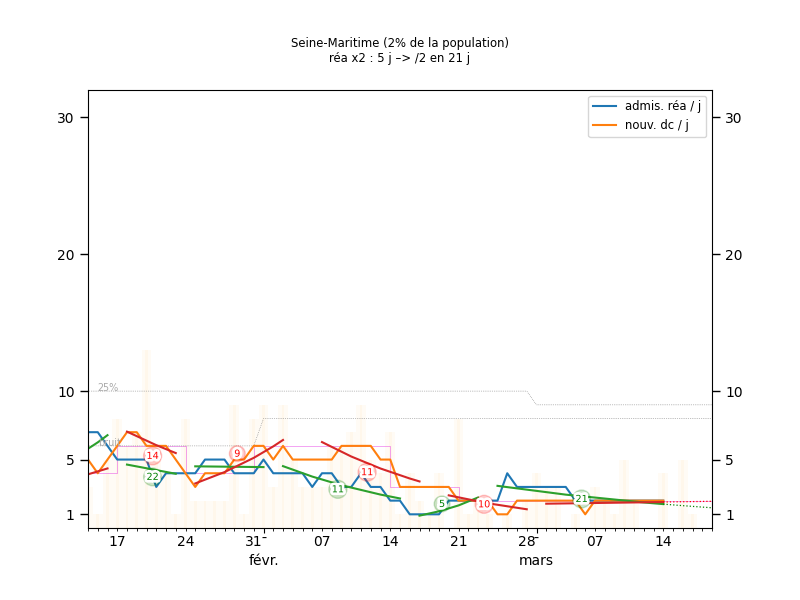 Seine-Maritime (2% de la population)
réa x2 : 5 j –> /2 en 21 j
admis. réa / j
nouv. dc / j
30 30
20 20
10 10
5 5
1 1
25%
bruit
14
22
9
11
11
5
10
21
17 24 31 07 14 21 28 07 14
févr. mars